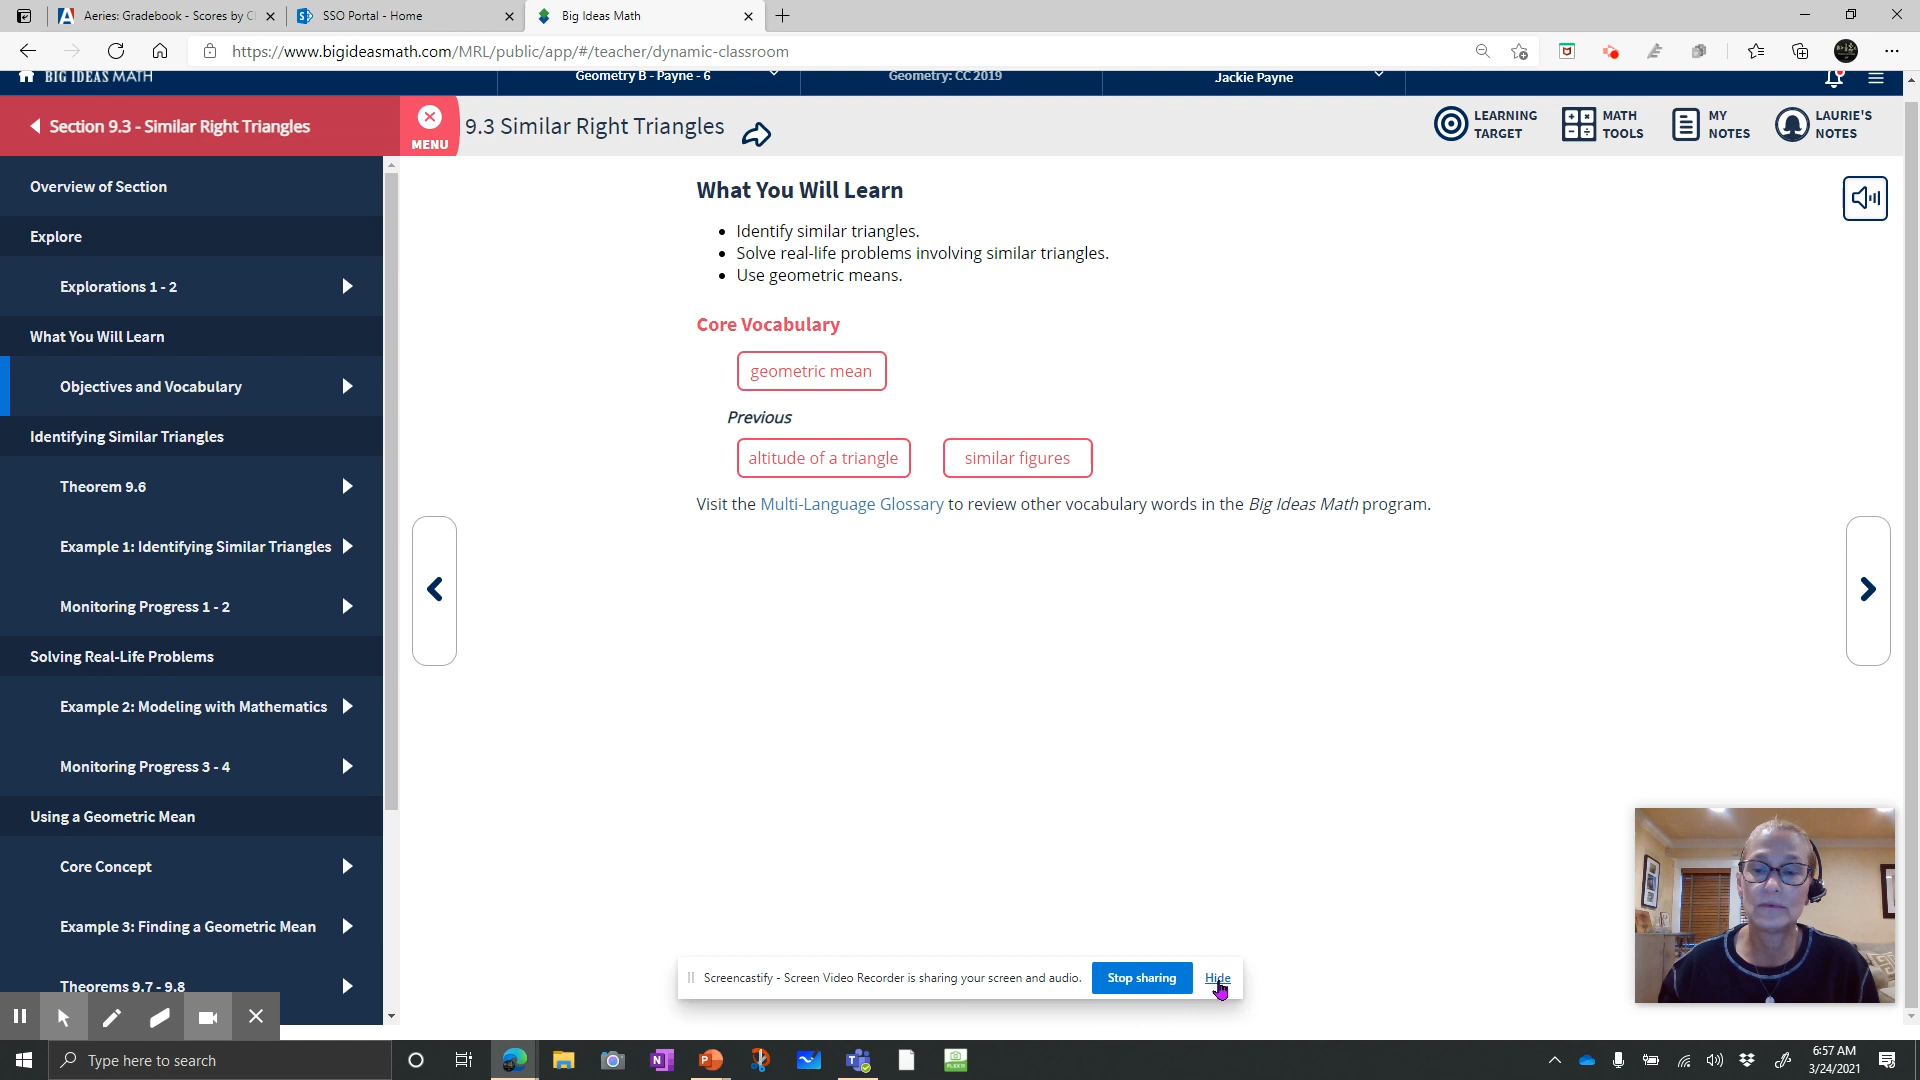 Aeries: Gradebook - Scores by Cl
SSO Portal - Home
Big Ideas Math
https://www.bigideasmath.com/MRL/public/app/#/teacher/dynamic-classroom
BIG IDEAS MATH
Geometry B - Payne - 6
Geometry: CC 2019
Jackie Payne
Section 9.3 - Similar Right Triangles
MENU
9.3 Similar Right Triangles
LEARNING TARGET
MATH TOOLS
MY NOTES
LAURIE'S NOTES
Overview of Section
Explore
Explorations 1 - 2
What You Will Learn
Objectives and Vocabulary
Identifying Similar Triangles
Theorem 9.6
Example 1: Identifying Similar Triangles
Monitoring Progress 1 - 2
Solving Real-Life Problems
Example 2: Modeling with Mathematics
Monitoring Progress 3 - 4
Using a Geometric Mean
Core Concept
Example 3: Finding a Geometric Mean
Theorems 9.7 - 9.8
What You Will Learn
Identify similar triangles.
Solve real-life problems involving similar triangles.
Use geometric means.
Core Vocabulary
geometric mean
Previous
altitude of a triangle
similar figures
Visit the Multi-Language Glossary to review other vocabulary words in the Big Ideas Math program.
Screencastify - Screen Video Recorder is sharing your screen and audio.
Stop sharing
Hide
Type here to search
6:57 AM
3/24/2021